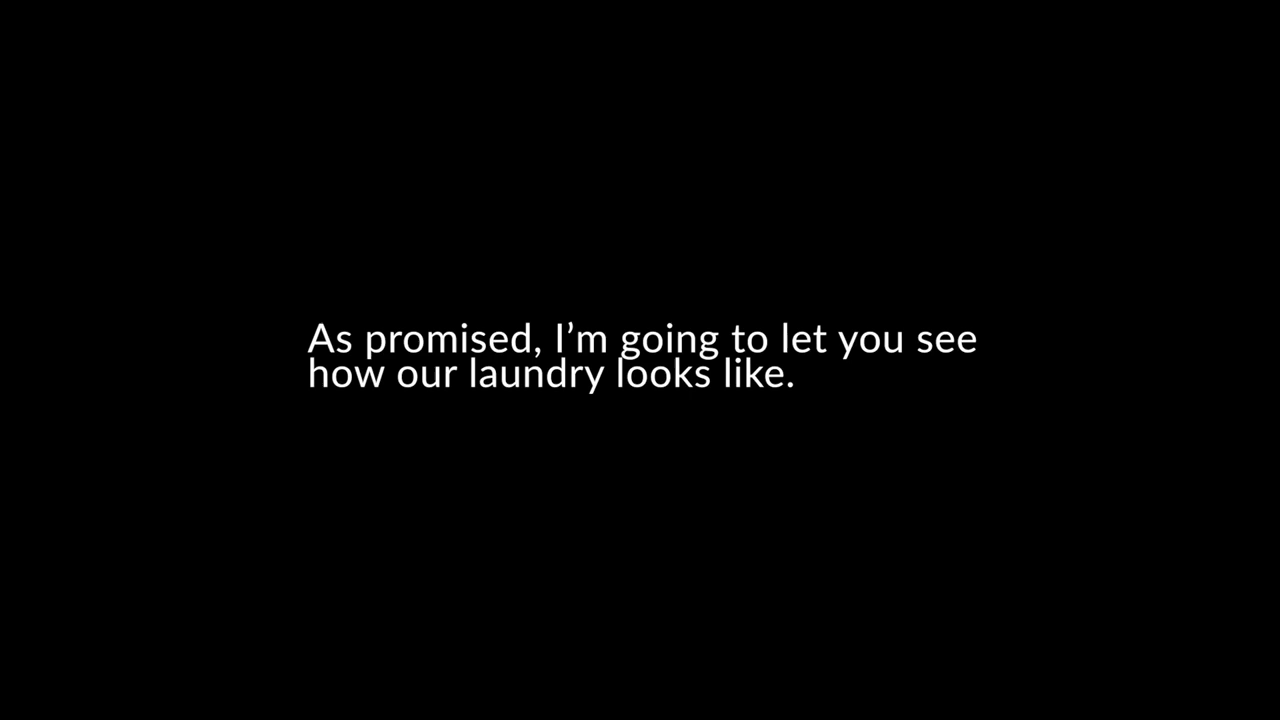 As promised, I’m going to let you see
how our laundry looks like.